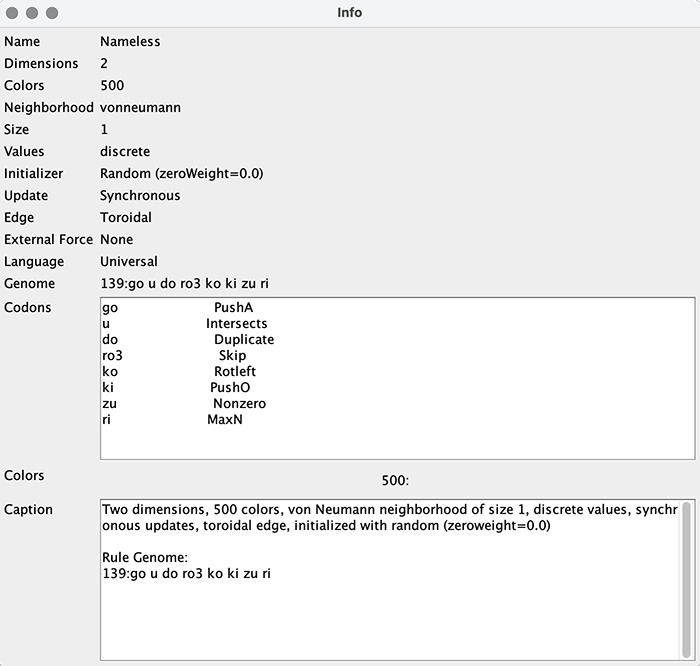 Info
Name Nameless
Dimensions 2
Colors 500
Neighborhood vonneumann
Size 1
Values discrete
Initializer Random (zeroWeight=0.0)
Update Synchronous
Edge Toroidal
External Force None
Language Universal
Genome 139:go u do ro3 ko ki zu ri
Codons go PushA
u Intersects
do Duplicate
ro3 Skip
ko Rotleft
ki PushO
zu Nonzero
ri MaxN
Colors 500:
Caption Two dimensions, 500 colors, von Neumann neighborhood of size 1, discrete values, synchr
onous updates, toroidal edge, initialized with random (zeroweight=0.0)
Rule Genome:
139:go u do ro3 ko ki zu ri